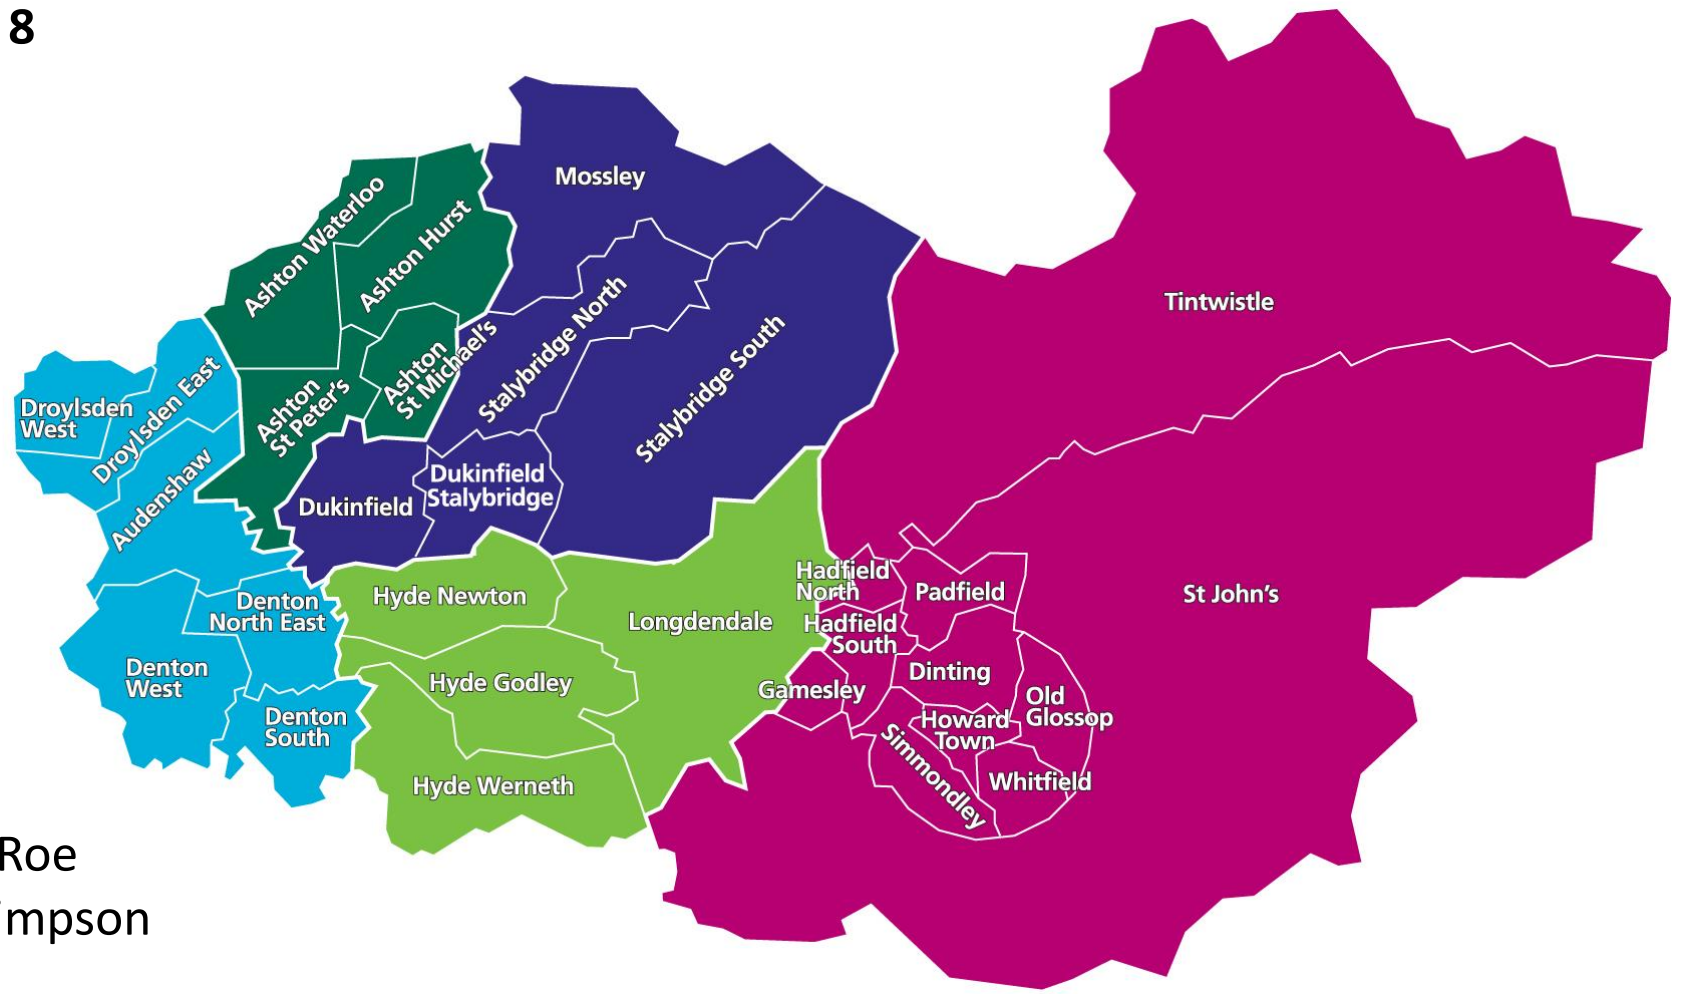 8
Mossley
Ashton Waterloo
Ashton Hurst
Tintwistle
Stalybridge North
Ashton
St Michael's
Stalybridge South
Ashton
St Peter's
Droylsden
West
Droylsden East
Audenshaw
Dukinfield
Dukinfield
Stalybridge
Hadfield
North
Padfield
St John's
Hyde Newton
Longdendale
Denton
North East
Hadfield
South
Denton
West
Hyde Godley
Gamesley
Dinting
Old
Glossop
Denton
South
Howard
Town
Simmondley
Whitfield
Hyde Werneth
Roe
impson